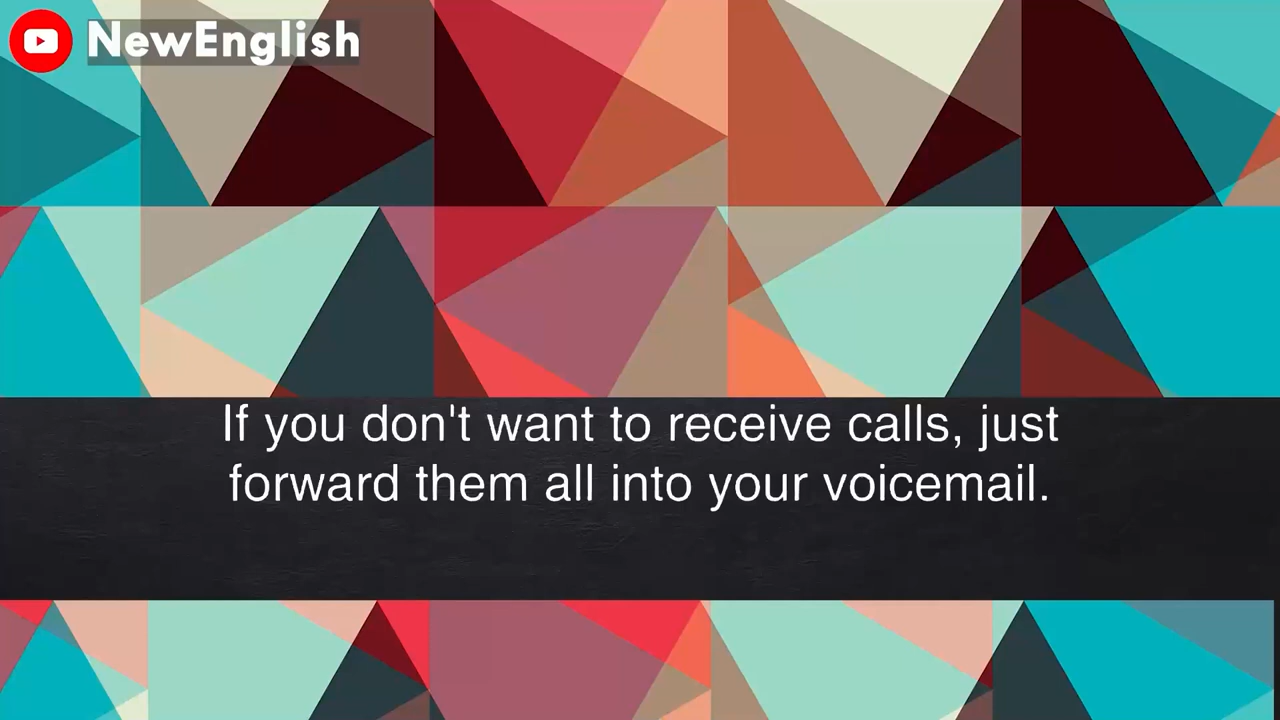 NewEnglish
If you don't want to receive calls, just
forward them all into your voicemail.